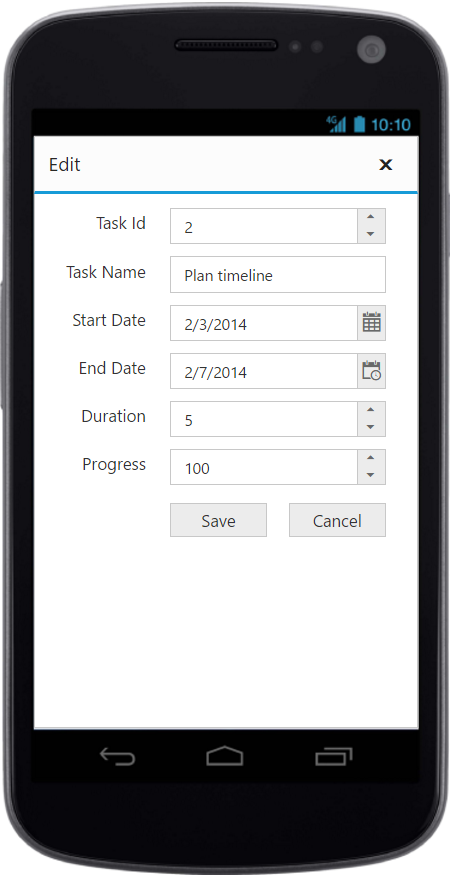 4G 10:10
Edit
Task Id 2
Task Name Plan timeline
Start Date 2/3/2014
End Date 2/7/2014
Duration 5
Progress 100
Save Cancel